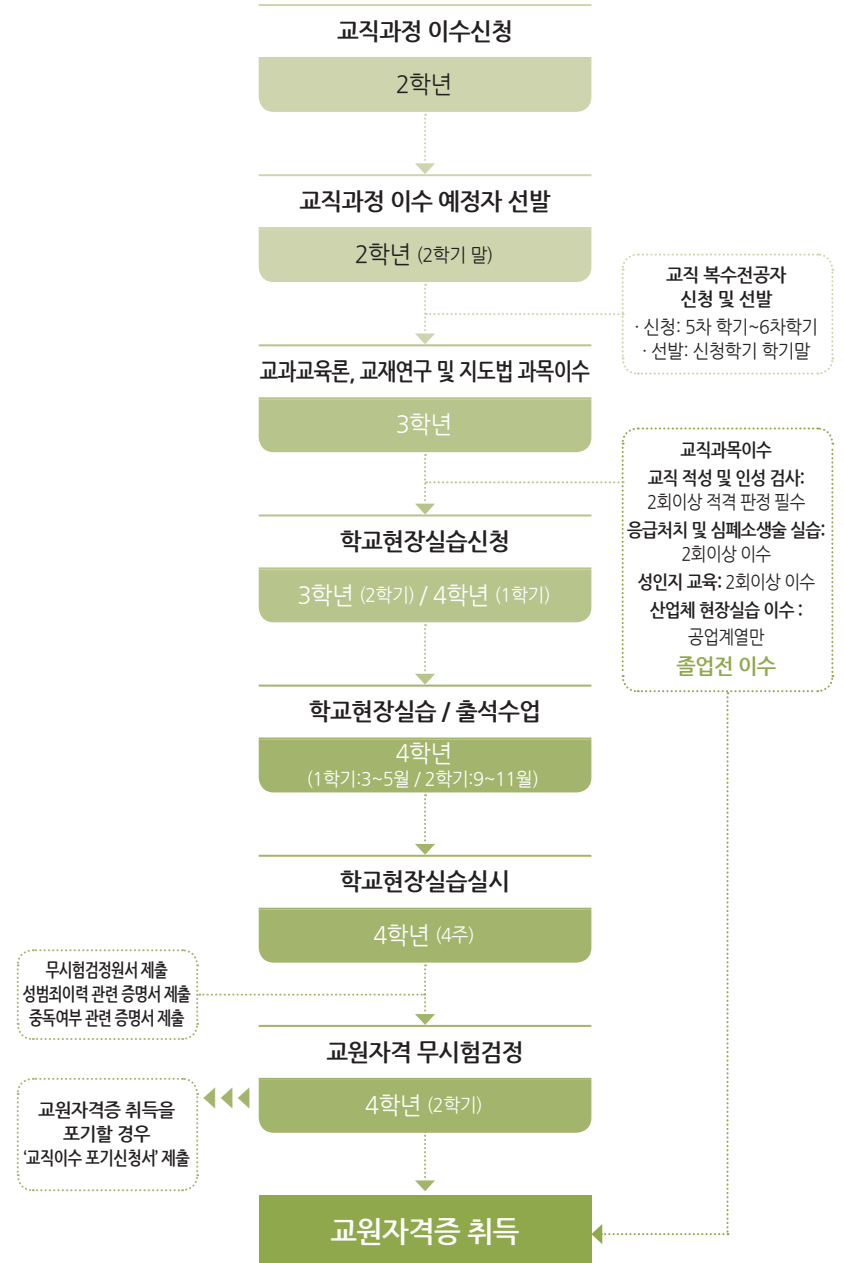 교직과정 이수신청
2학년
교직과정 이수 예정자 선발
2학년 (2학기 말)
교직 복수전공자
신청 및 선발
· 신청: 5차 학기~6차학기
· 선발: 신청학기 학기말
교과교육론, 교재연구 및 지도법 과목이수
3학년
교직과목이수
교직 적성 및 인성 검사:
2회이상 적격 판정 필수
응급처치 및 심폐소생술 실습:
2회이상 이수
성인지 교육: 2회이상 이수
산업체 현장실습 이수 :
공업계열만
졸업전 이수
학교현장실습신청
3학년 (2학기) / 4학년 (1학기)
학교현장실습 / 출석수업
4학년
(1학기:3~5월 / 2학기:9~11월)
학교현장실습실시
4학년 (4주)
무시험검정원서 제출
성범죄이력 관련 증명서 제출
중독여부 관련 증명서 제출
교원자격 무시험검정
4학년 (2학기)
교원자격증 취득을
포기할 경우
‘교직이수 포기신청서’ 제출
교원자격증 취득